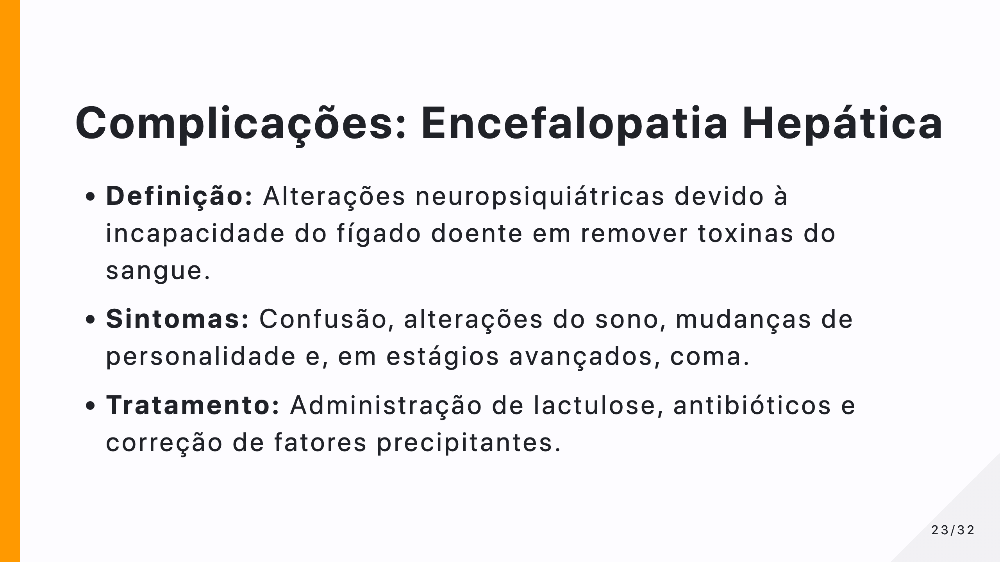 Complicações: Encefalopatia Hepática
• Definição: Alterações neuropsiquiátricas devido à
incapacidade do fígado doente em remover toxinas do
sangue.
• Sintomas: Confusão, alterações do sono, mudanças de
personalidade e, em estágios avançados, coma.
• Tratamento: Administração de lactulose, antibióticos e
correção de fatores precipitantes.
23/32